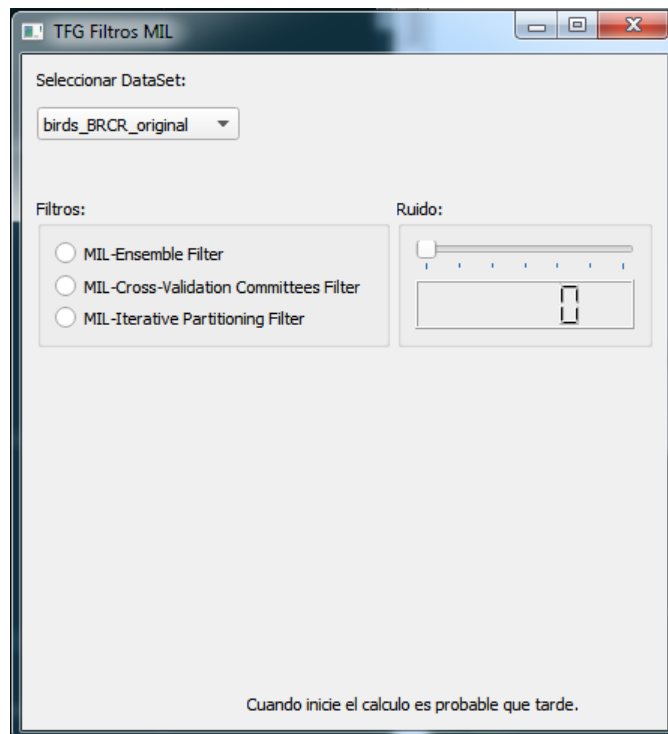 TFG Filtros MIL
Seleccionar DataSet:
birds_BRCR_original
Filtros:
Ruido:
MIL-Ensemble Filter
MIL-Cross-Validation Committees Filter
MIL-Iterative Partitioning Filter
0
Cuando inicie el calculo es probable que tarde.